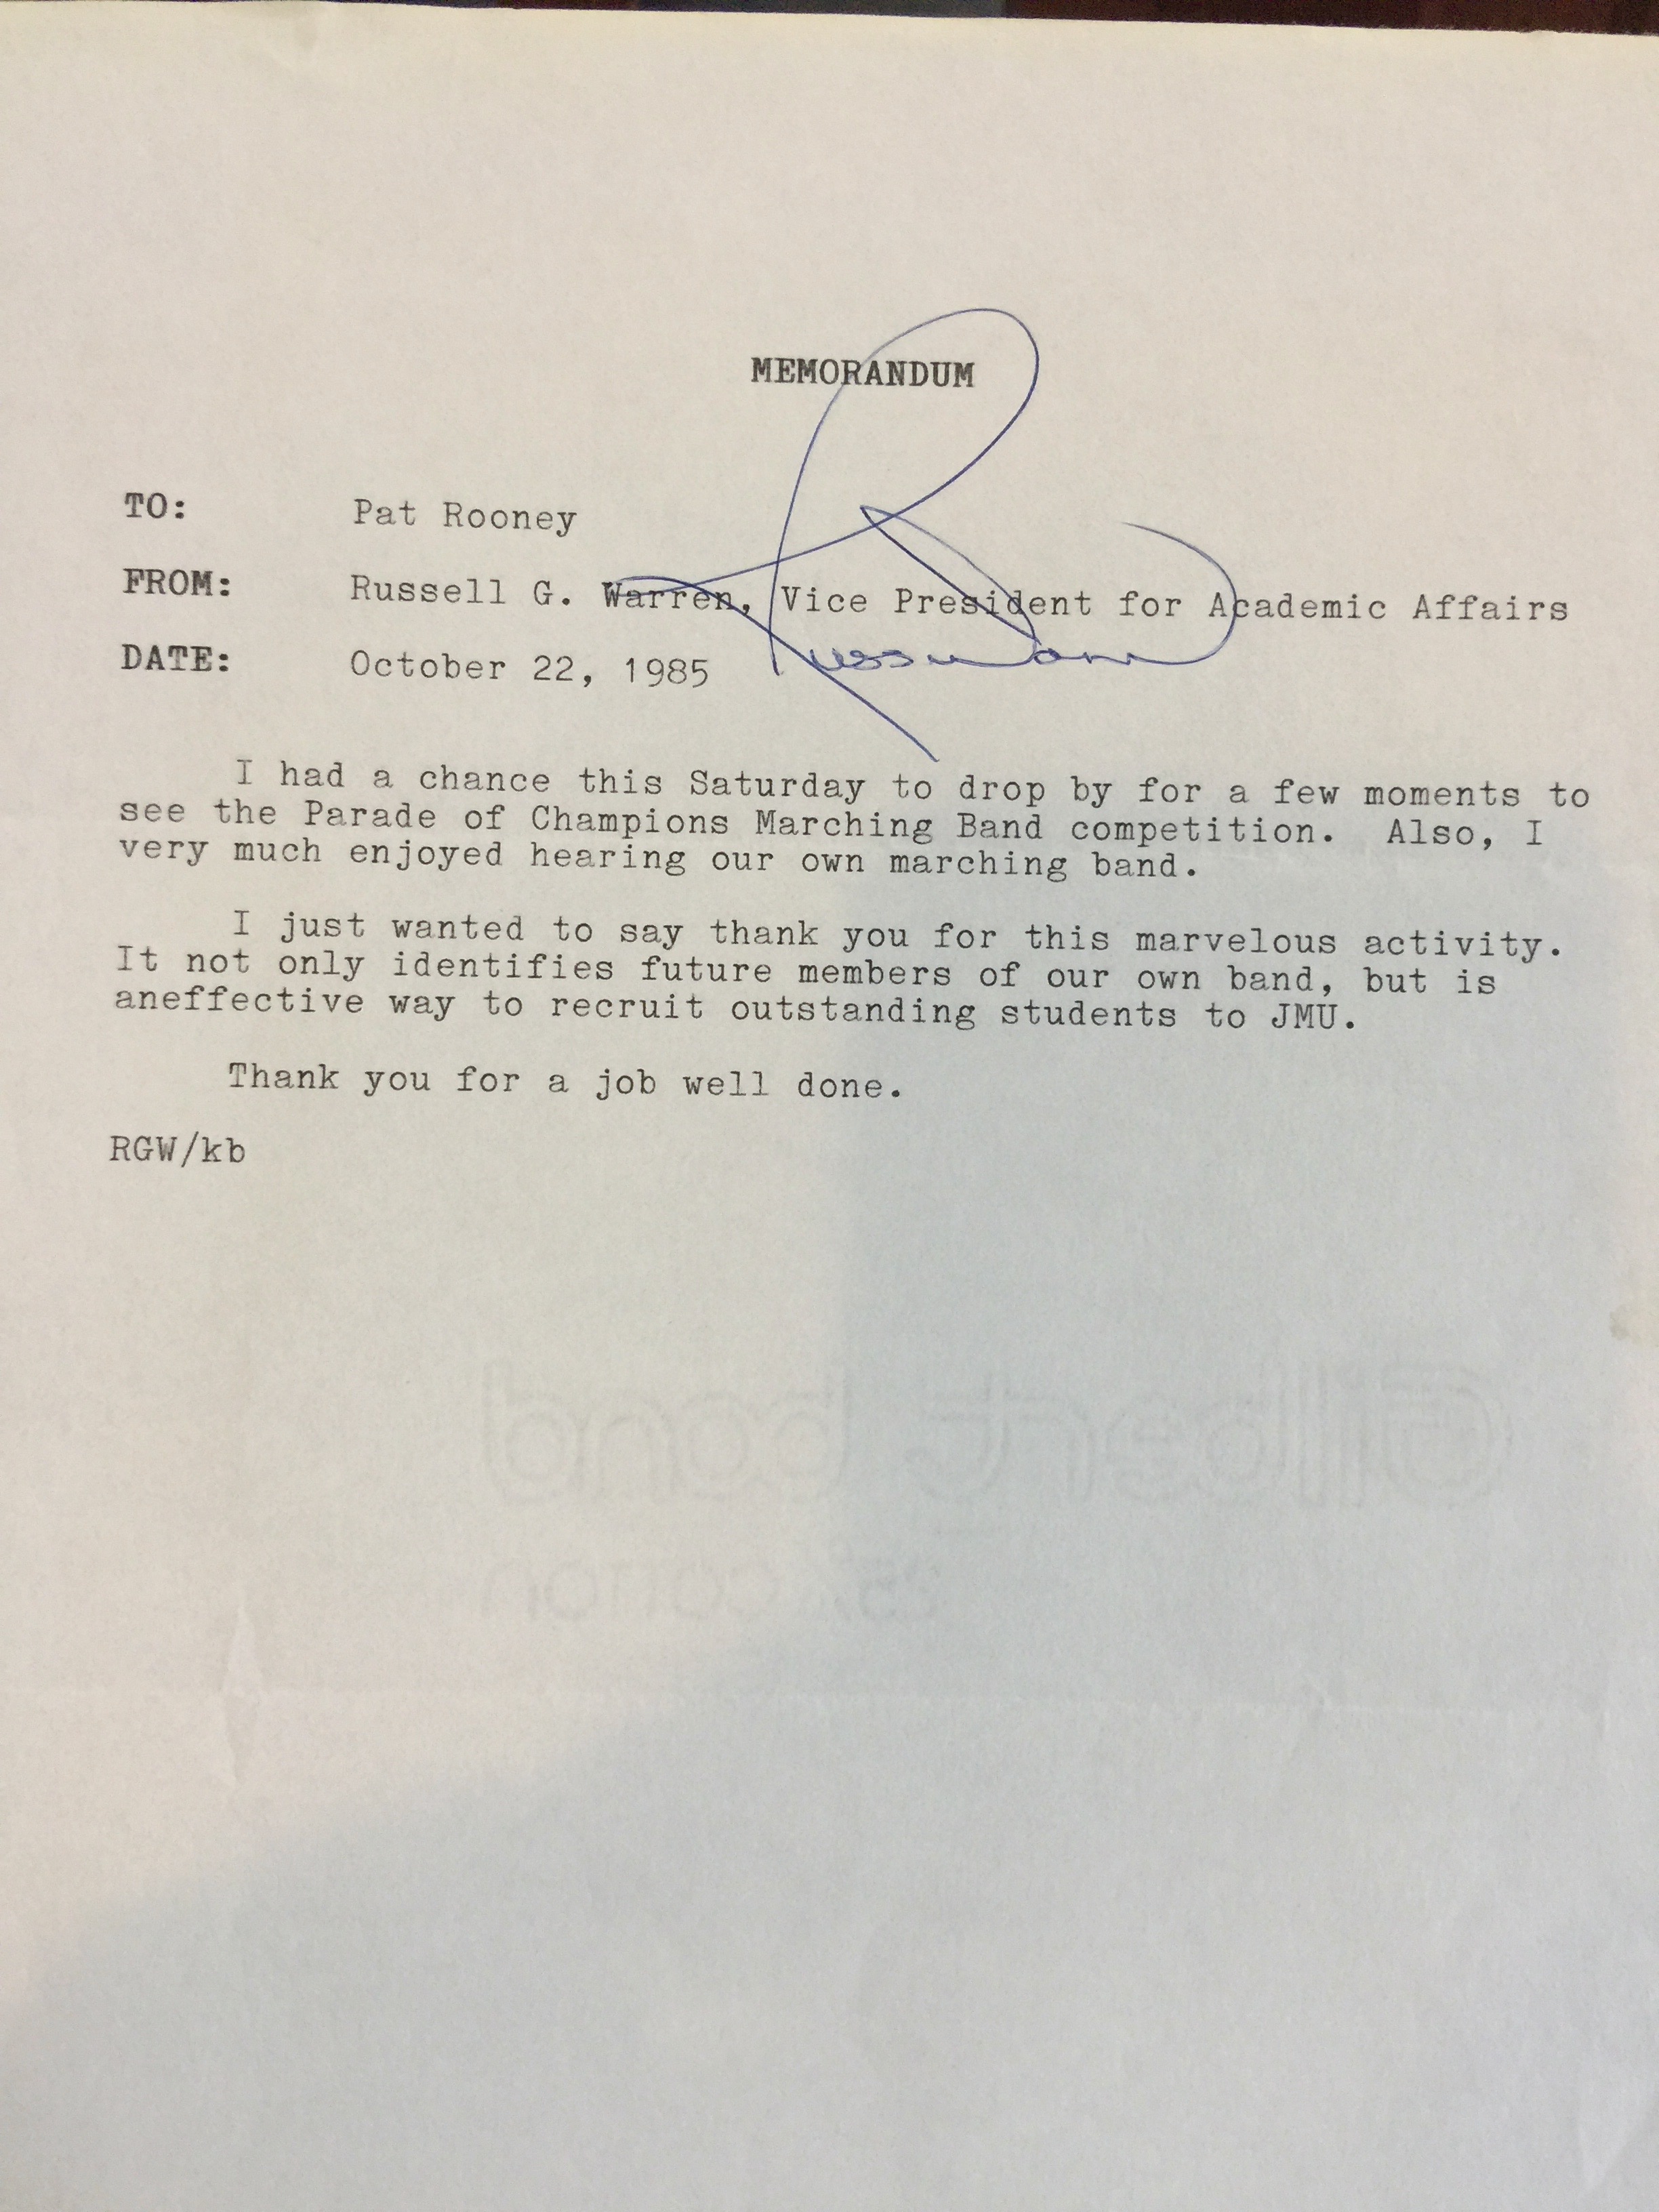 MEMORANDUM
TO: Pat Rooney
FROM: Russell G. Warren, Vice President for Academic Affairs
DATE: October 22, 1985
I had a chance this Saturday to drop by for a few moments to
see the Parade of Champions Marching Band competition. Also, I
very much enjoyed hearing our own marching band.
I just wanted to say thank you for this marvelous activity.
It not only identifies future members of our own band, but is
aneffective way to recruit outstanding students to JMU.
Thank you for a job well done.
RGW/kb
Gilbert bond
25% COTTON